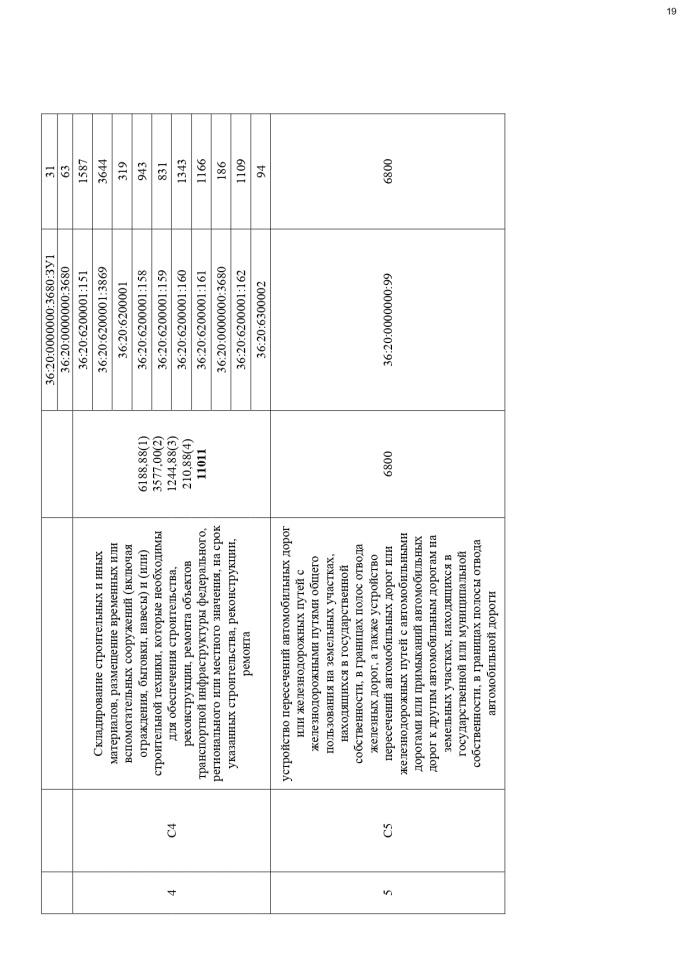 19
36:20:0000000:3680:ЗУ1
31
36:20:0000000:3680
63
4
С4
Складирование строительных и иных
материалов, размещение временных или
вспомогательных сооружений (включая
ограждения, бытовки, навесы) и (или)
строительной техники, которые необходимы
для обеспечения строительства,
реконструкции, ремонта объектов
транспортной инфраструктуры федерального,
регионального или местного значения, на срок
указанных строительства, реконструкции,
ремонта
6188,88(1)
3577,00(2)
1244,88(3)
210,88(4)
11011
36:20:6200001:151
1587
36:20:6200001:3869
3644
36:20:6200001
319
36:20:6200001:158
943
36:20:6200001:159
831
36:20:6200001:160
1343
36:20:6200001:161
1166
36:20:0000000:3680
186
36:20:6200001:162
1109
36:20:6300002
94
5
С5
устройство пересечений автомобильных дорог
или железнодорожных путей с
железнодорожными путями общего
пользования на земельных участках,
находящихся в государственной
собственности, в границах полос отвода
железных дорог, а также устройство
пересечений автомобильных дорог или
железнодорожных путей с автомобильными
дорогами или примыканий автомобильных
дорог к другим автомобильным дорогам на
земельных участках, находящихся в
государственной или муниципальной
собственности, в границах полосы отвода
автомобильной дороги
6800
36:20:0000000:99
6800